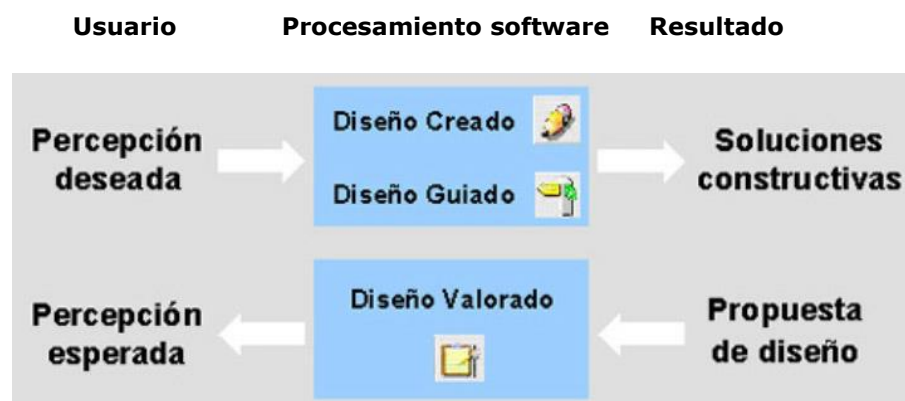 Usuario Procesamiento software Resultado
Percepción
deseada
Diseño Creado
Diseño Guiado
Soluciones
constructivas
Percepción
esperada
Diseño Valorado
Propuesta
de diseño